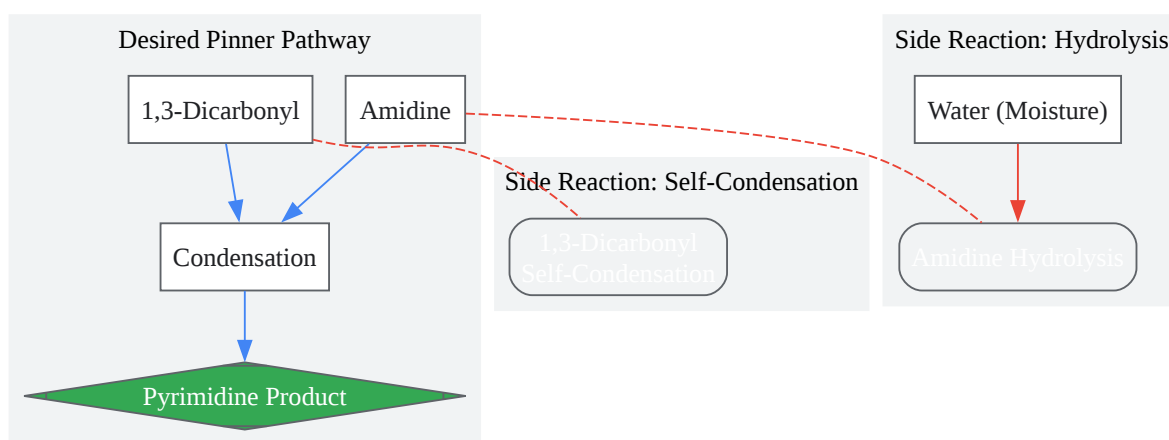 Desired Pinner Pathway
1,3-Dicarbonyl
Amidine
Condensation
Pyrimidine Product
Side Reaction: Self-Condensation
1,3-Dicarbonyl
Self-Condensation
Side Reaction: Hydrolysis
Water (Moisture)
Amidine Hydrolysis